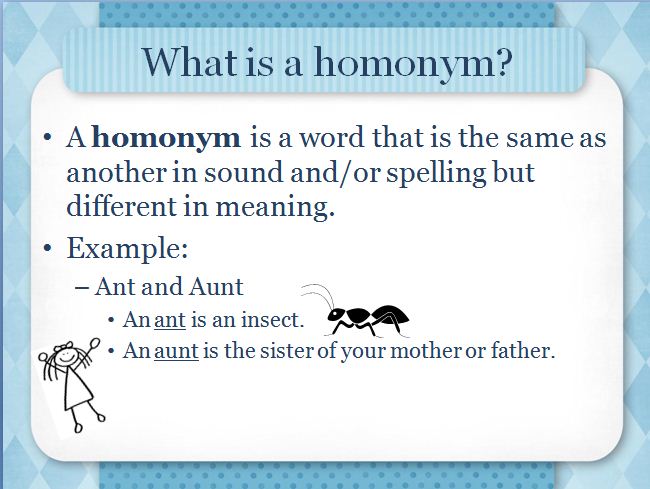 What is a homonym?
• A homonym is a word that is the same as
another in sound and/or spelling but
different in meaning.
• Example:
– Ant and Aunt
• An ant is an insect.
• An aunt is the sister of your mother or father.